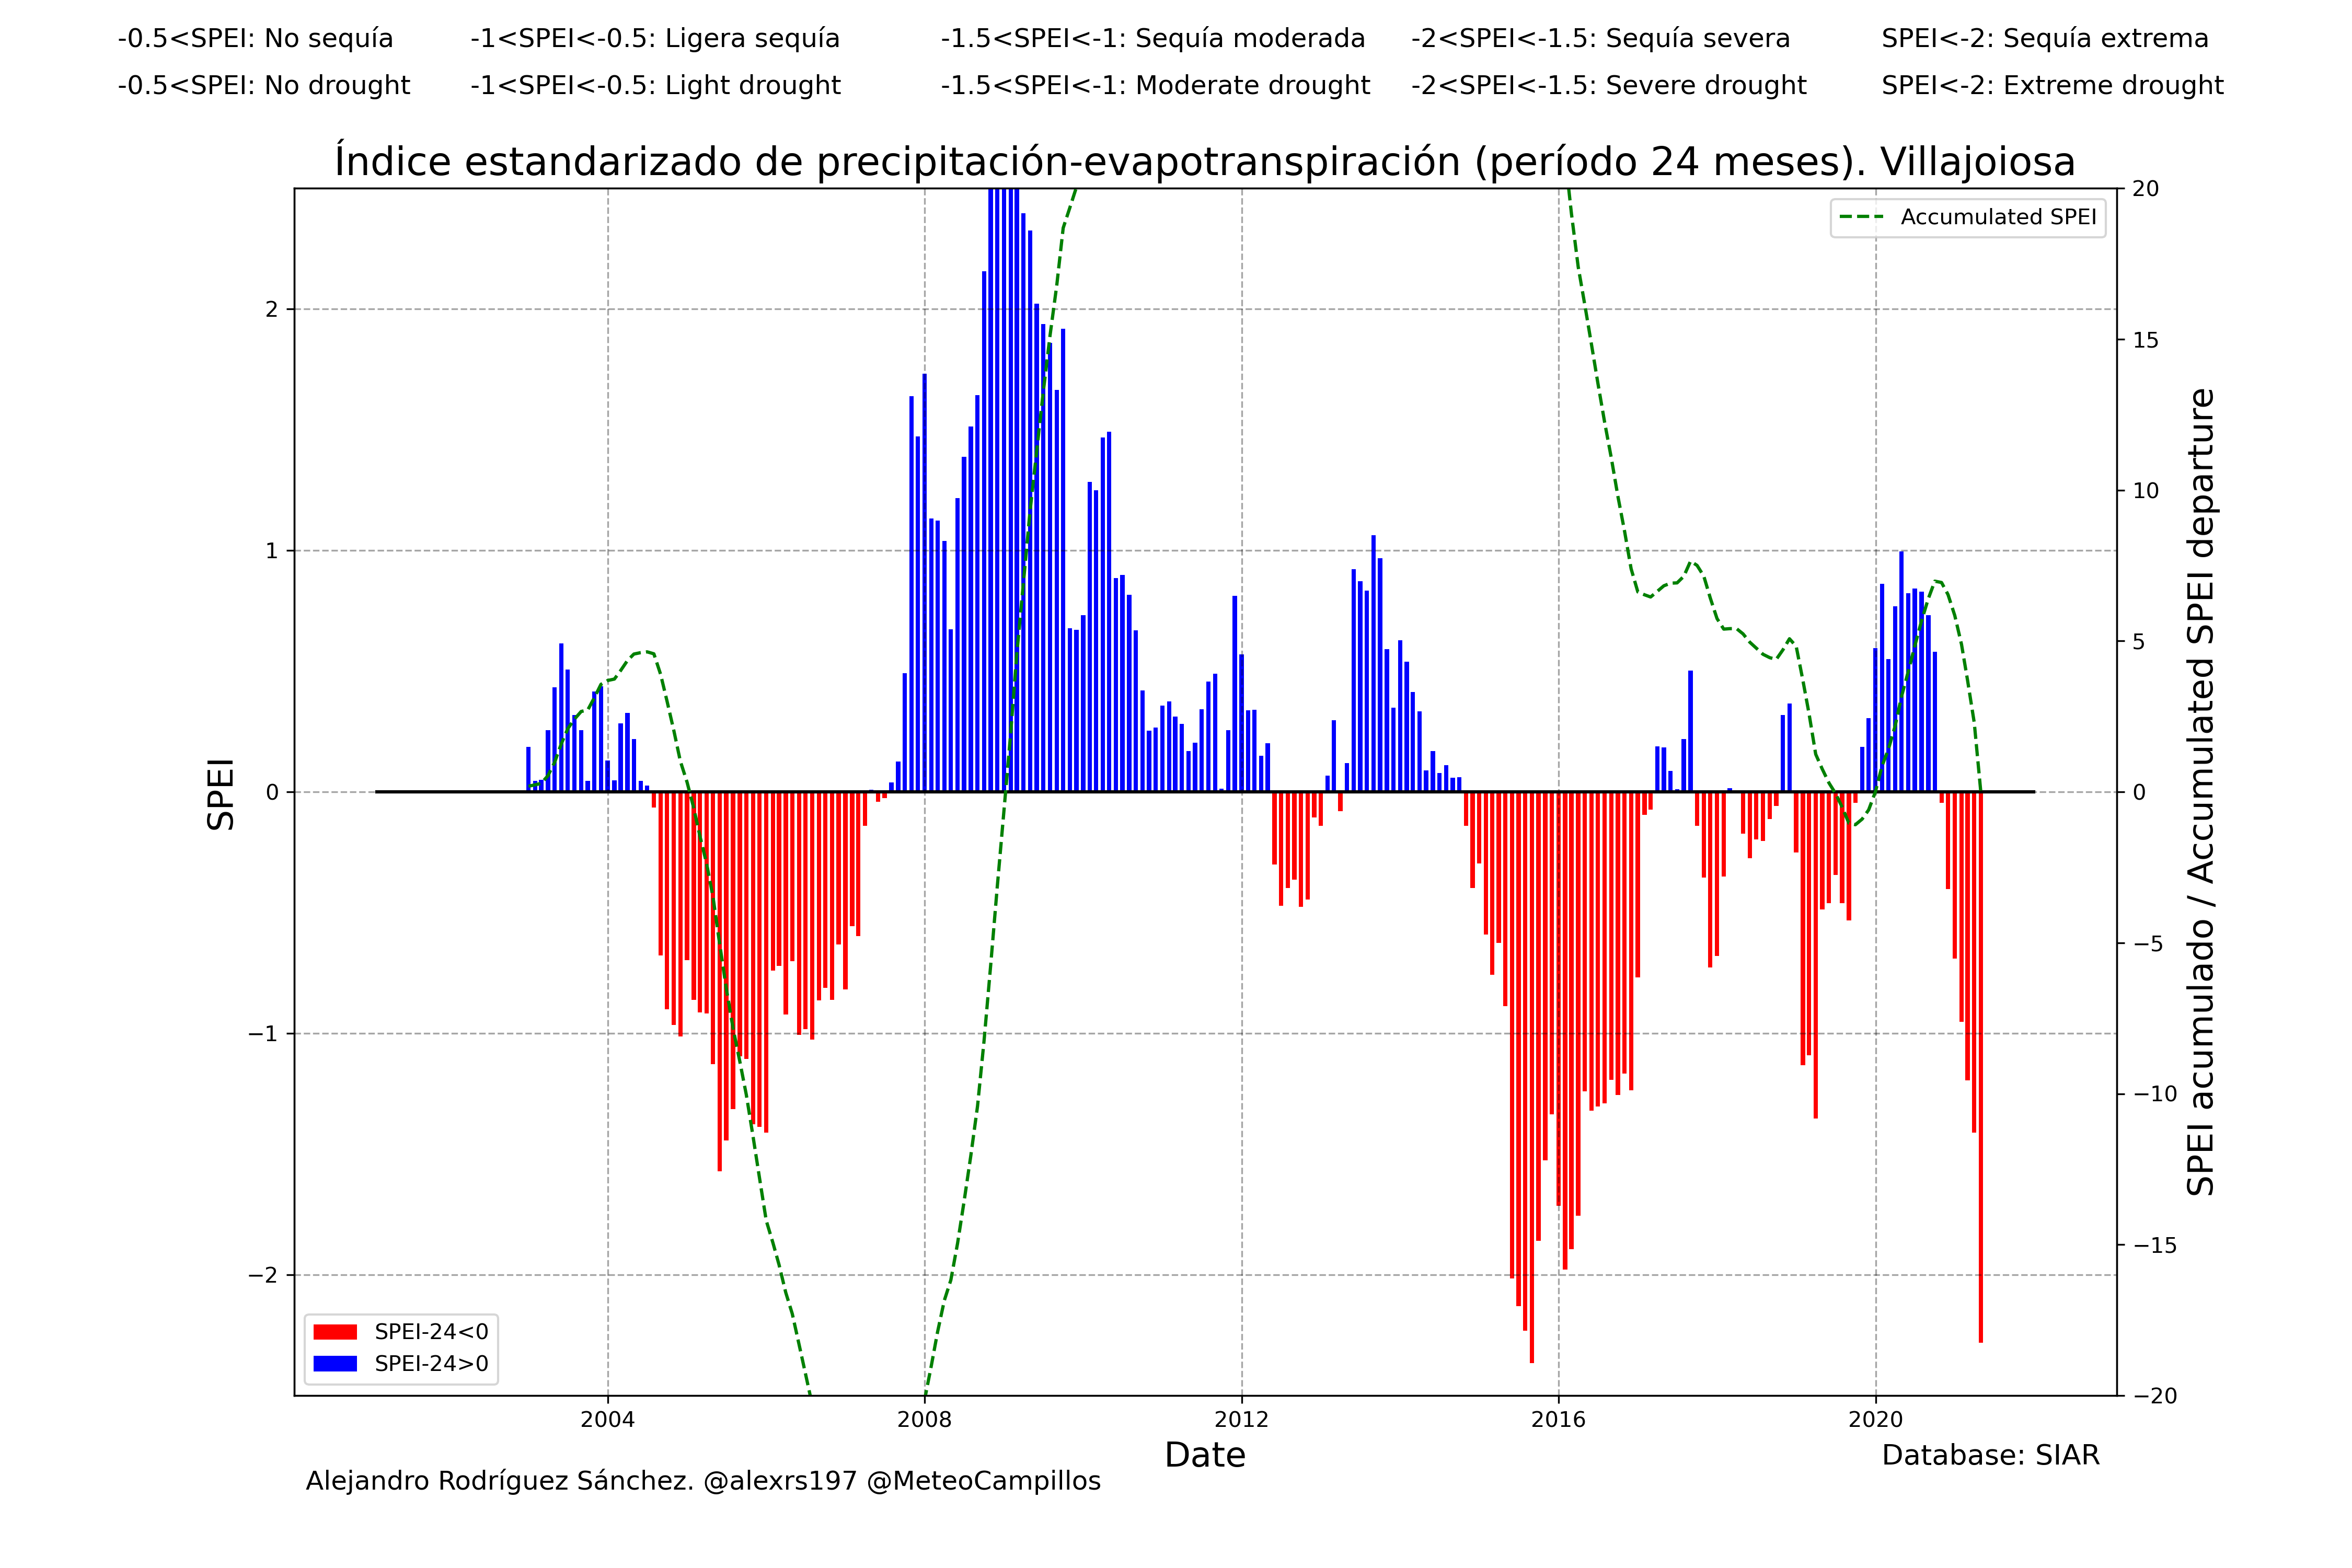 -0.5<SPEI: No sequía -1<SPEI<-0.5: Ligera sequía -1.5<SPEI<-1: Sequía moderada -2<SPEI<-1.5: Sequía severa SPEI<-2: Sequía extrema
-0.5<SPEI: No drought -1<SPEI<-0.5: Light drought -1.5<SPEI<-1: Moderate drought -2<SPEI<-1.5: Severe drought SPEI<-2: Extreme drought
Índice estandarizado de precipitación-evapotranspiración (período 24 meses). Villajoiosa
Accumulated SPEI
SPEI
2
1
0
−1
−2
20
15
10
5
0
−5
−10
−15
−20
SPEI acumulado / Accumulated SPEI departure
SPEI-24<0
SPEI-24>0
2004 2008 2012 2016 2020
Date
Database: SIAR
Alejandro Rodríguez Sánchez. @alexrs197 @MeteoCampillos